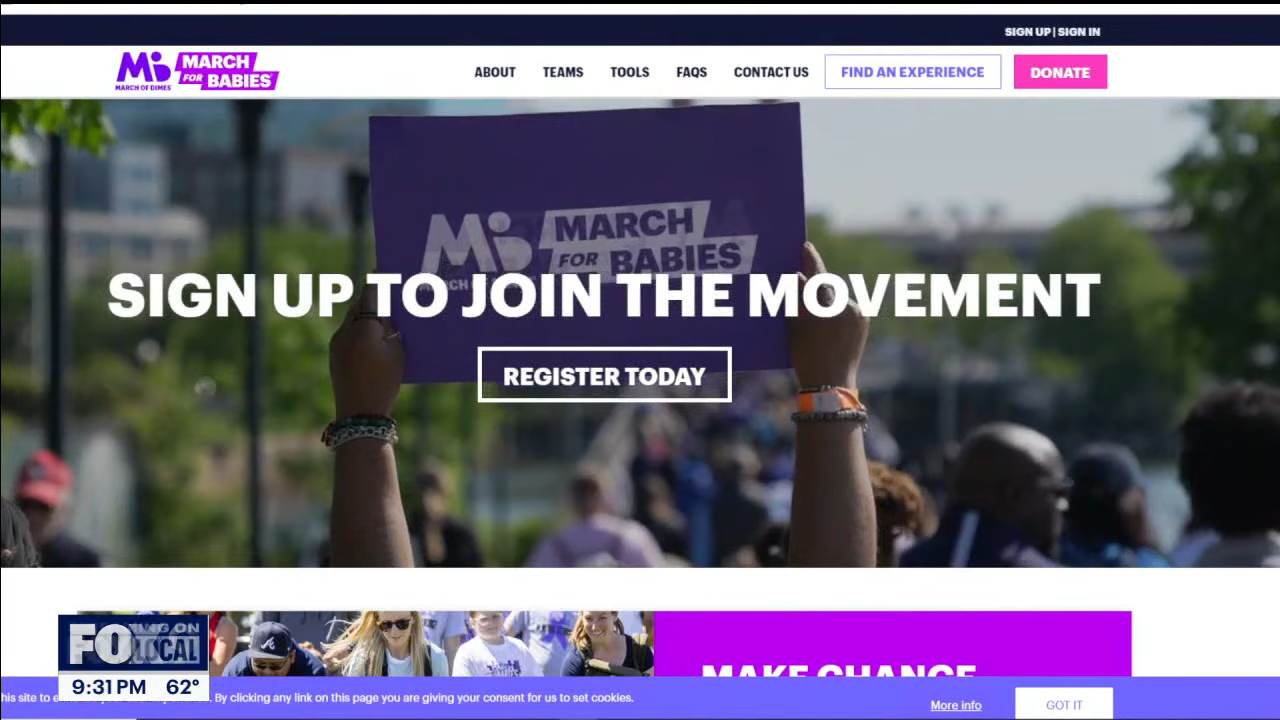 SIGN UP | SIGN IN
MARCH
FOR BABIES
MARCH OF DIMES
ABOUT
TEAMS
TOOLS
FAQS
CONTACT US
FIND AN EXPERIENCE
DONATE
MARCH
FOR BABIES
SIGN UP TO JOIN THE MOVEMENT
REGISTER TODAY
MAKE CHANGE
LOCAL
9:31 PM 62°
his site to e
. By clicking any link on this page you are giving your consent for us to set cookies.
More info
GOT IT